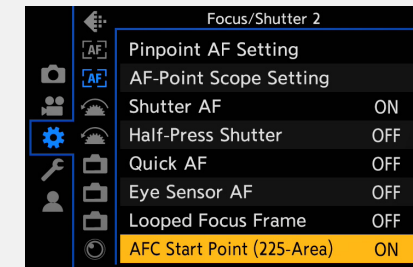 Focus/Shutter 2
AF Pinpoint AF Setting
AF AF-Point Scope Setting
Shutter AF ON
Half-Press Shutter OFF
Quick AF OFF
Eye Sensor AF OFF
Looped Focus Frame OFF
AFC Start Point (225-Area) ON